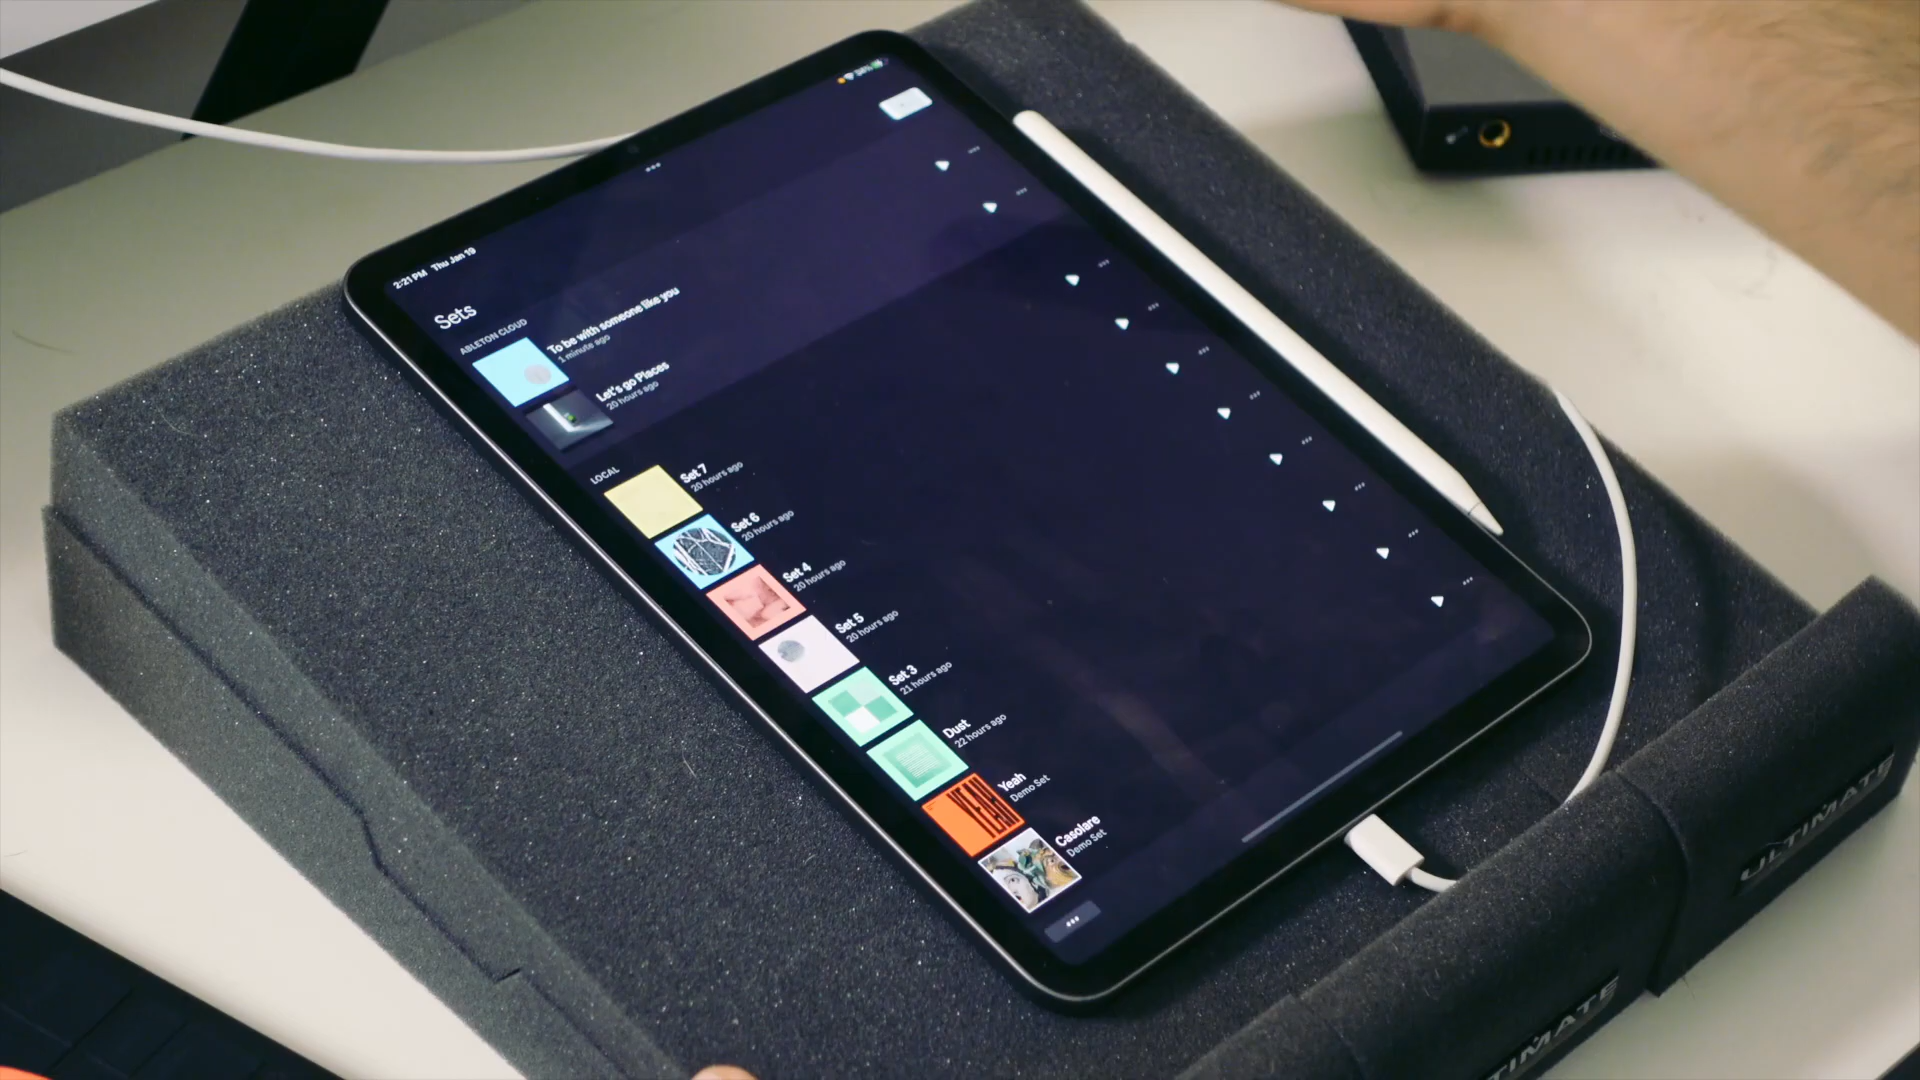 2:21 PM Thu Jan 19
Sets
ABLETON CLOUD
To be with someone like you
1 minute ago
Let's go Places
20 hours ago
LOCAL
Set 7
20 hours ago
Set 6
20 hours ago
Set 4
20 hours ago
Set 5
20 hours ago
Set 3
21 hours ago
Dust
22 hours ago
YEAH
Yeah
Demo Set
Casolare
Demo Set
ULTIMATE
TIMATE